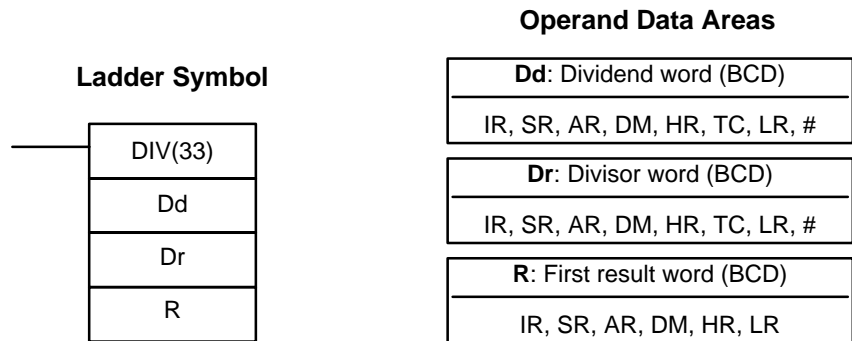 Ladder Symbol
DIV(33)
Dd
Dr
R
Operand Data Areas
Dd: Dividend word (BCD)
IR, SR, AR, DM, HR, TC, LR, #
Dr: Divisor word (BCD)
IR, SR, AR, DM, HR, TC, LR, #
R: First result word (BCD)
IR, SR, AR, DM, HR, LR